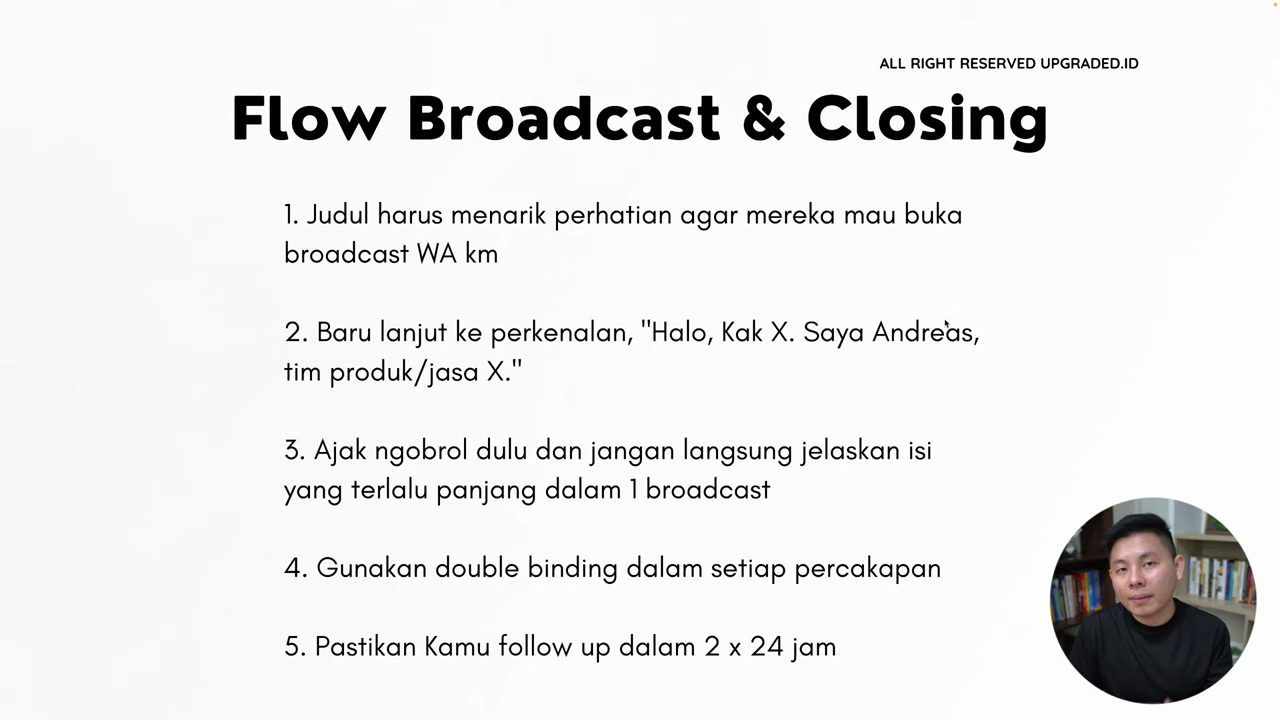 ALL RIGHT RESERVED UPGRADED.ID
Flow Broadcast & Closing
1. Judul harus menarik perhatian agar mereka mau buka
broadcast WA km
2. Baru lanjut ke perkenalan, "Halo, Kak X. Saya Andreas,
tim produk/jasa X."
3. Ajak ngobrol dulu dan jangan langsung jelaskan isi
yang terlalu panjang dalam 1 broadcast
4. Gunakan double binding dalam setiap percakapan
5. Pastikan Kamu follow up dalam 2 x 24 jam